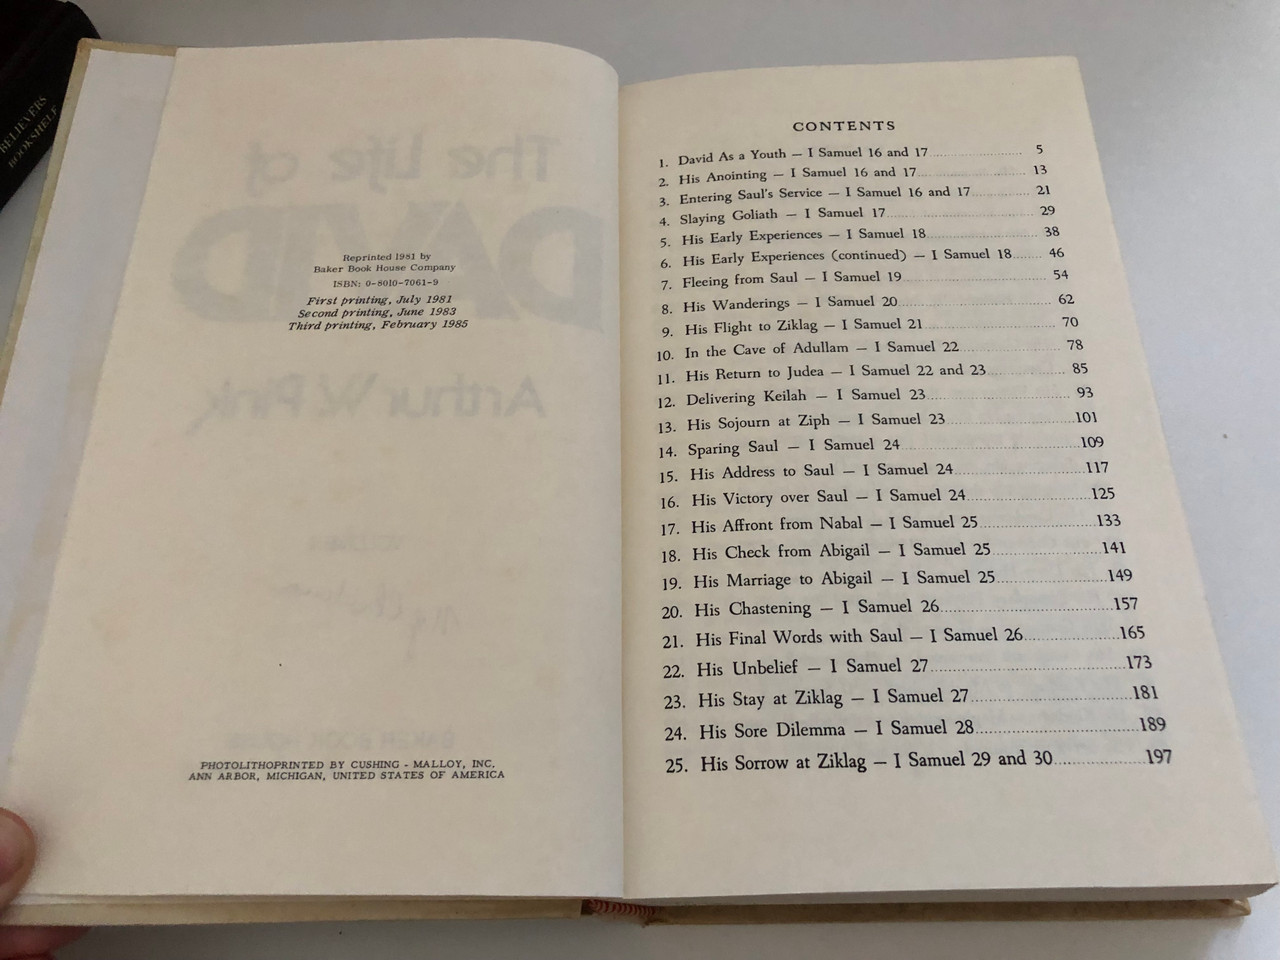 BELIEVERS
BOOKSHELF
The Life of
DAVID
Arthur W. Pink
Reprinted 1981 by
Baker Book House Company
ISBN: 0-8010-7061-9
First printing, July 1981
Second printing, June 1983
Third printing, February 1985
BAKER BOOK HOUSE
PHOTOLITHOPRINTED BY CUSHING - MALLOY, INC.
ANN ARBOR, MICHIGAN, UNITED STATES OF AMERICA
CONTENTS
1. David As a Youth — I Samuel 16 and 17 5
2. His Anointing — I Samuel 16 and 17 13
3. Entering Saul's Service — I Samuel 16 and 17 21
4. Slaying Goliath — I Samuel 17 29
5. His Early Experiences — I Samuel 18 38
6. His Early Experiences (continued) — I Samuel 18 46
7. Fleeing from Saul — I Samuel 19 54
8. His Wanderings — I Samuel 20 62
9. His Flight to Ziklag — I Samuel 21 70
10. In the Cave of Adullam — I Samuel 22 78
11. His Return to Judea — I Samuel 22 and 23 85
12. Delivering Keilah — I Samuel 23 93
13. His Sojourn at Ziph — I Samuel 23 101
14. Sparing Saul — I Samuel 24 109
15. His Address to Saul — I Samuel 24 117
16. His Victory over Saul — I Samuel 24 125
17. His Affront from Nabal — I Samuel 25 133
18. His Check from Abigail — I Samuel 25 141
19. His Marriage to Abigail — I Samuel 25 149
20. His Chastening — I Samuel 26 157
21. His Final Words with Saul — I Samuel 26 165
22. His Unbelief — I Samuel 27 173
23. His Stay at Ziklag — I Samuel 27 181
24. His Sore Dilemma — I Samuel 28 189
25. His Sorrow at Ziklag — I Samuel 29 and 30 197